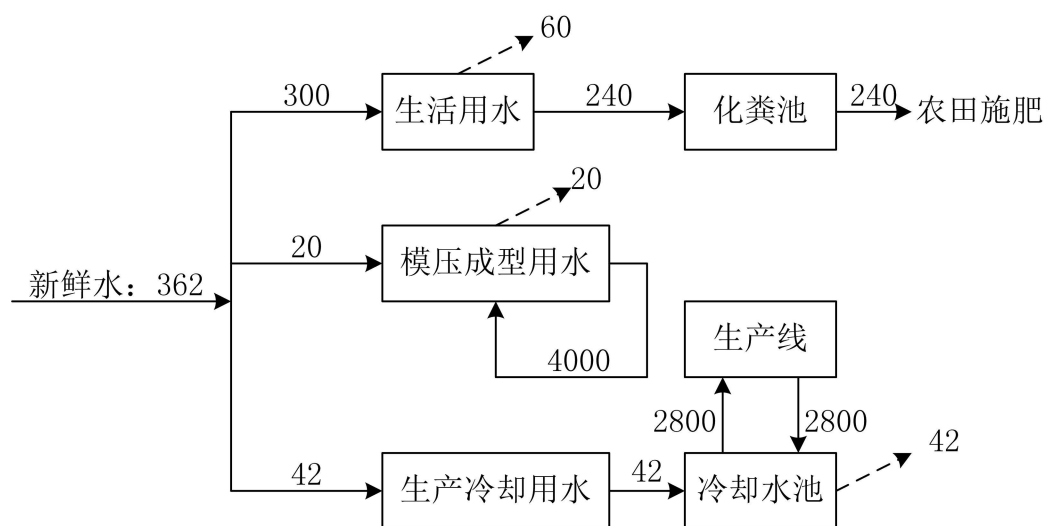 60
300
生活用水
240
化粪池
240
农田施肥
20
20
模压成型用水
新鲜水：362
4000
生产线
2800
2800
42
生产冷却用水
42
冷却水池
42